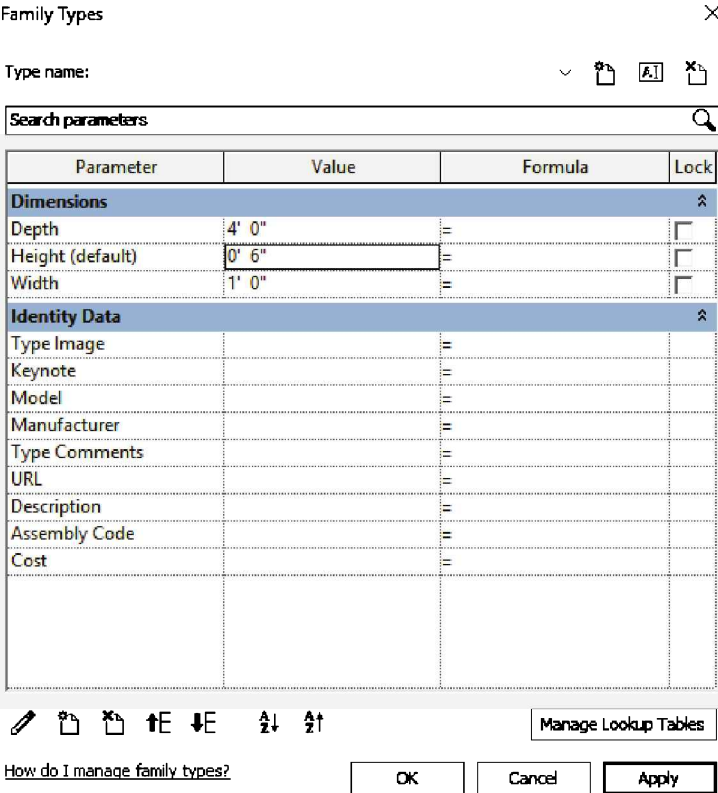 Family Types
Type name:
Search parameters
Parameter Value Formula Lock
Dimensions
Depth 4' 0" =
Height (default) 0' 6" =
Width 1' 0" =
Identity Data
Type Image =
Keynote =
Model =
Manufacturer =
Type Comments =
URL =
Description =
Assembly Code =
Cost =
Manage Lookup Tables
How do I manage family types? OK Cancel Apply